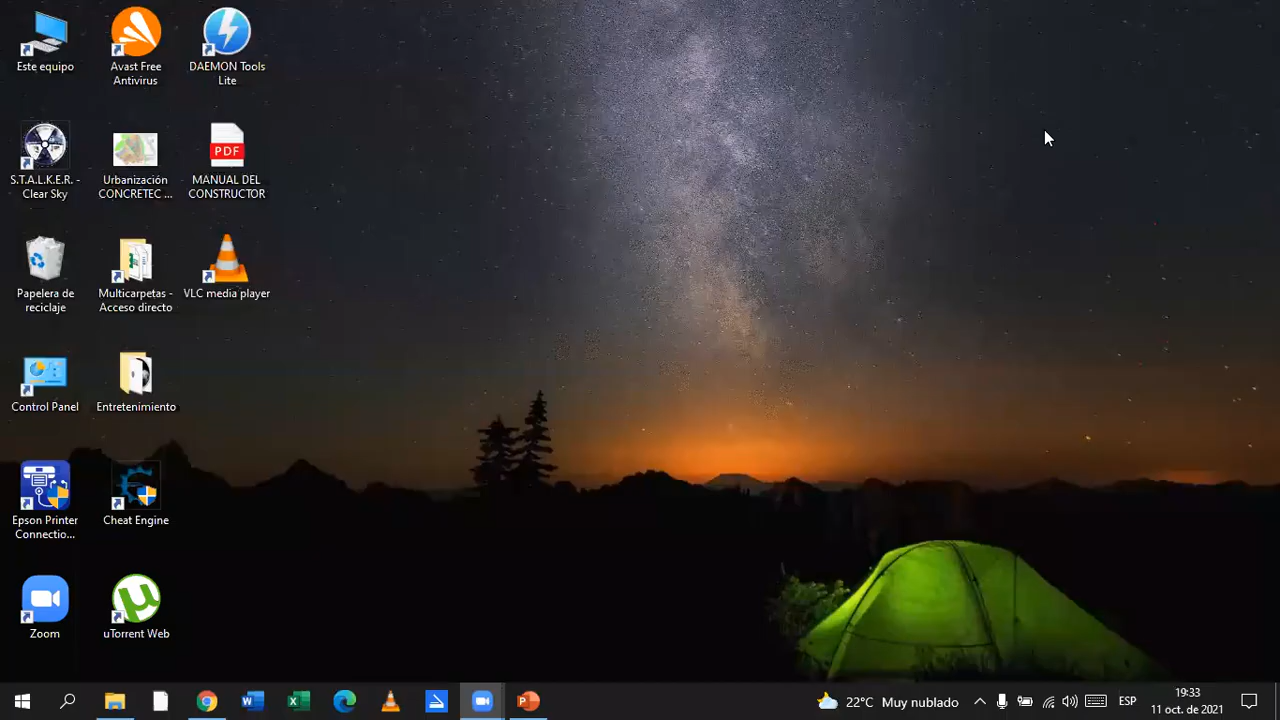 Este equipo
Avast Free
Antivirus
DAEMON Tools
Lite
S.T.A.L.K.E.R. -
Clear Sky
Urbanización
CONCRETEC ...
PDF
MANUAL DEL
CONSTRUCTOR
Papelera de
reciclaje
Multicarpetas -
Acceso directo
VLC media player
Control Panel
Entretenimiento
Epson Printer
Connectio...
Cheat Engine
Zoom
uTorrent Web
22°C Muy nublado
ESP
19:33
11 oct. de 2021